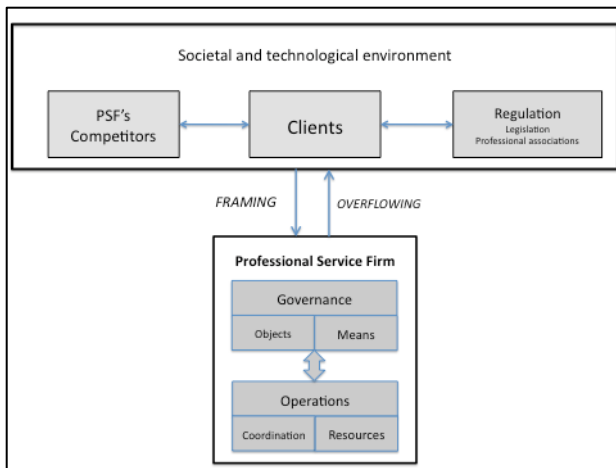 Societal and technological environment
PSF's
Competitors
Clients
Regulation
Legislation
Professional associations
FRAMING
OVERFLOWING
Professional Service Firm
Governance
Objects
Means
Operations
Coordination
Resources